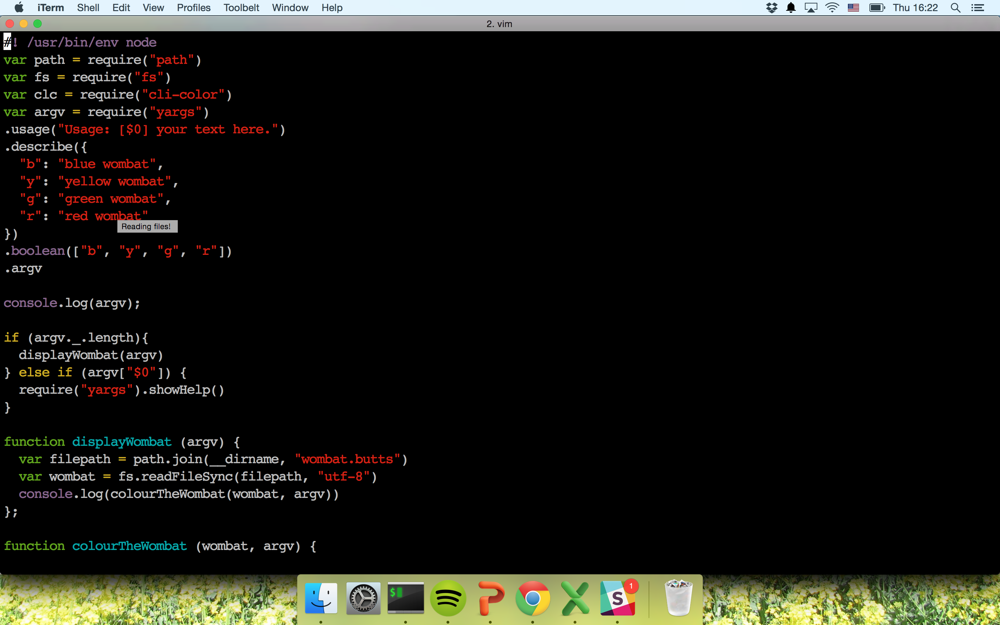 iTerm Shell Edit View Profiles Toolbelt Window Help Thu 16:22
2. vim
#! /usr/bin/env node
var path = require("path")
var fs = require("fs")
var clc = require("cli-color")
var argv = require("yargs")
.usage("Usage: [$0] your text here.")
.describe({
  "b": "blue wombat",
  "y": "yellow wombat",
  "g": "green wombat",
  "r": "red wombat"
Reading files!
})
.boolean(["b", "y", "g", "r"])
.argv
console.log(argv);
if (argv._.length){
  displayWombat(argv)
} else if (argv["$0"]) {
  require("yargs").showHelp()
}
function displayWombat (argv) {
  var filepath = path.join(__dirname, "wombat.butts")
  var wombat = fs.readFileSync(filepath, "utf-8")
  console.log(colourTheWombat(wombat, argv))
};
function colourTheWombat (wombat, argv) {
$
S
1